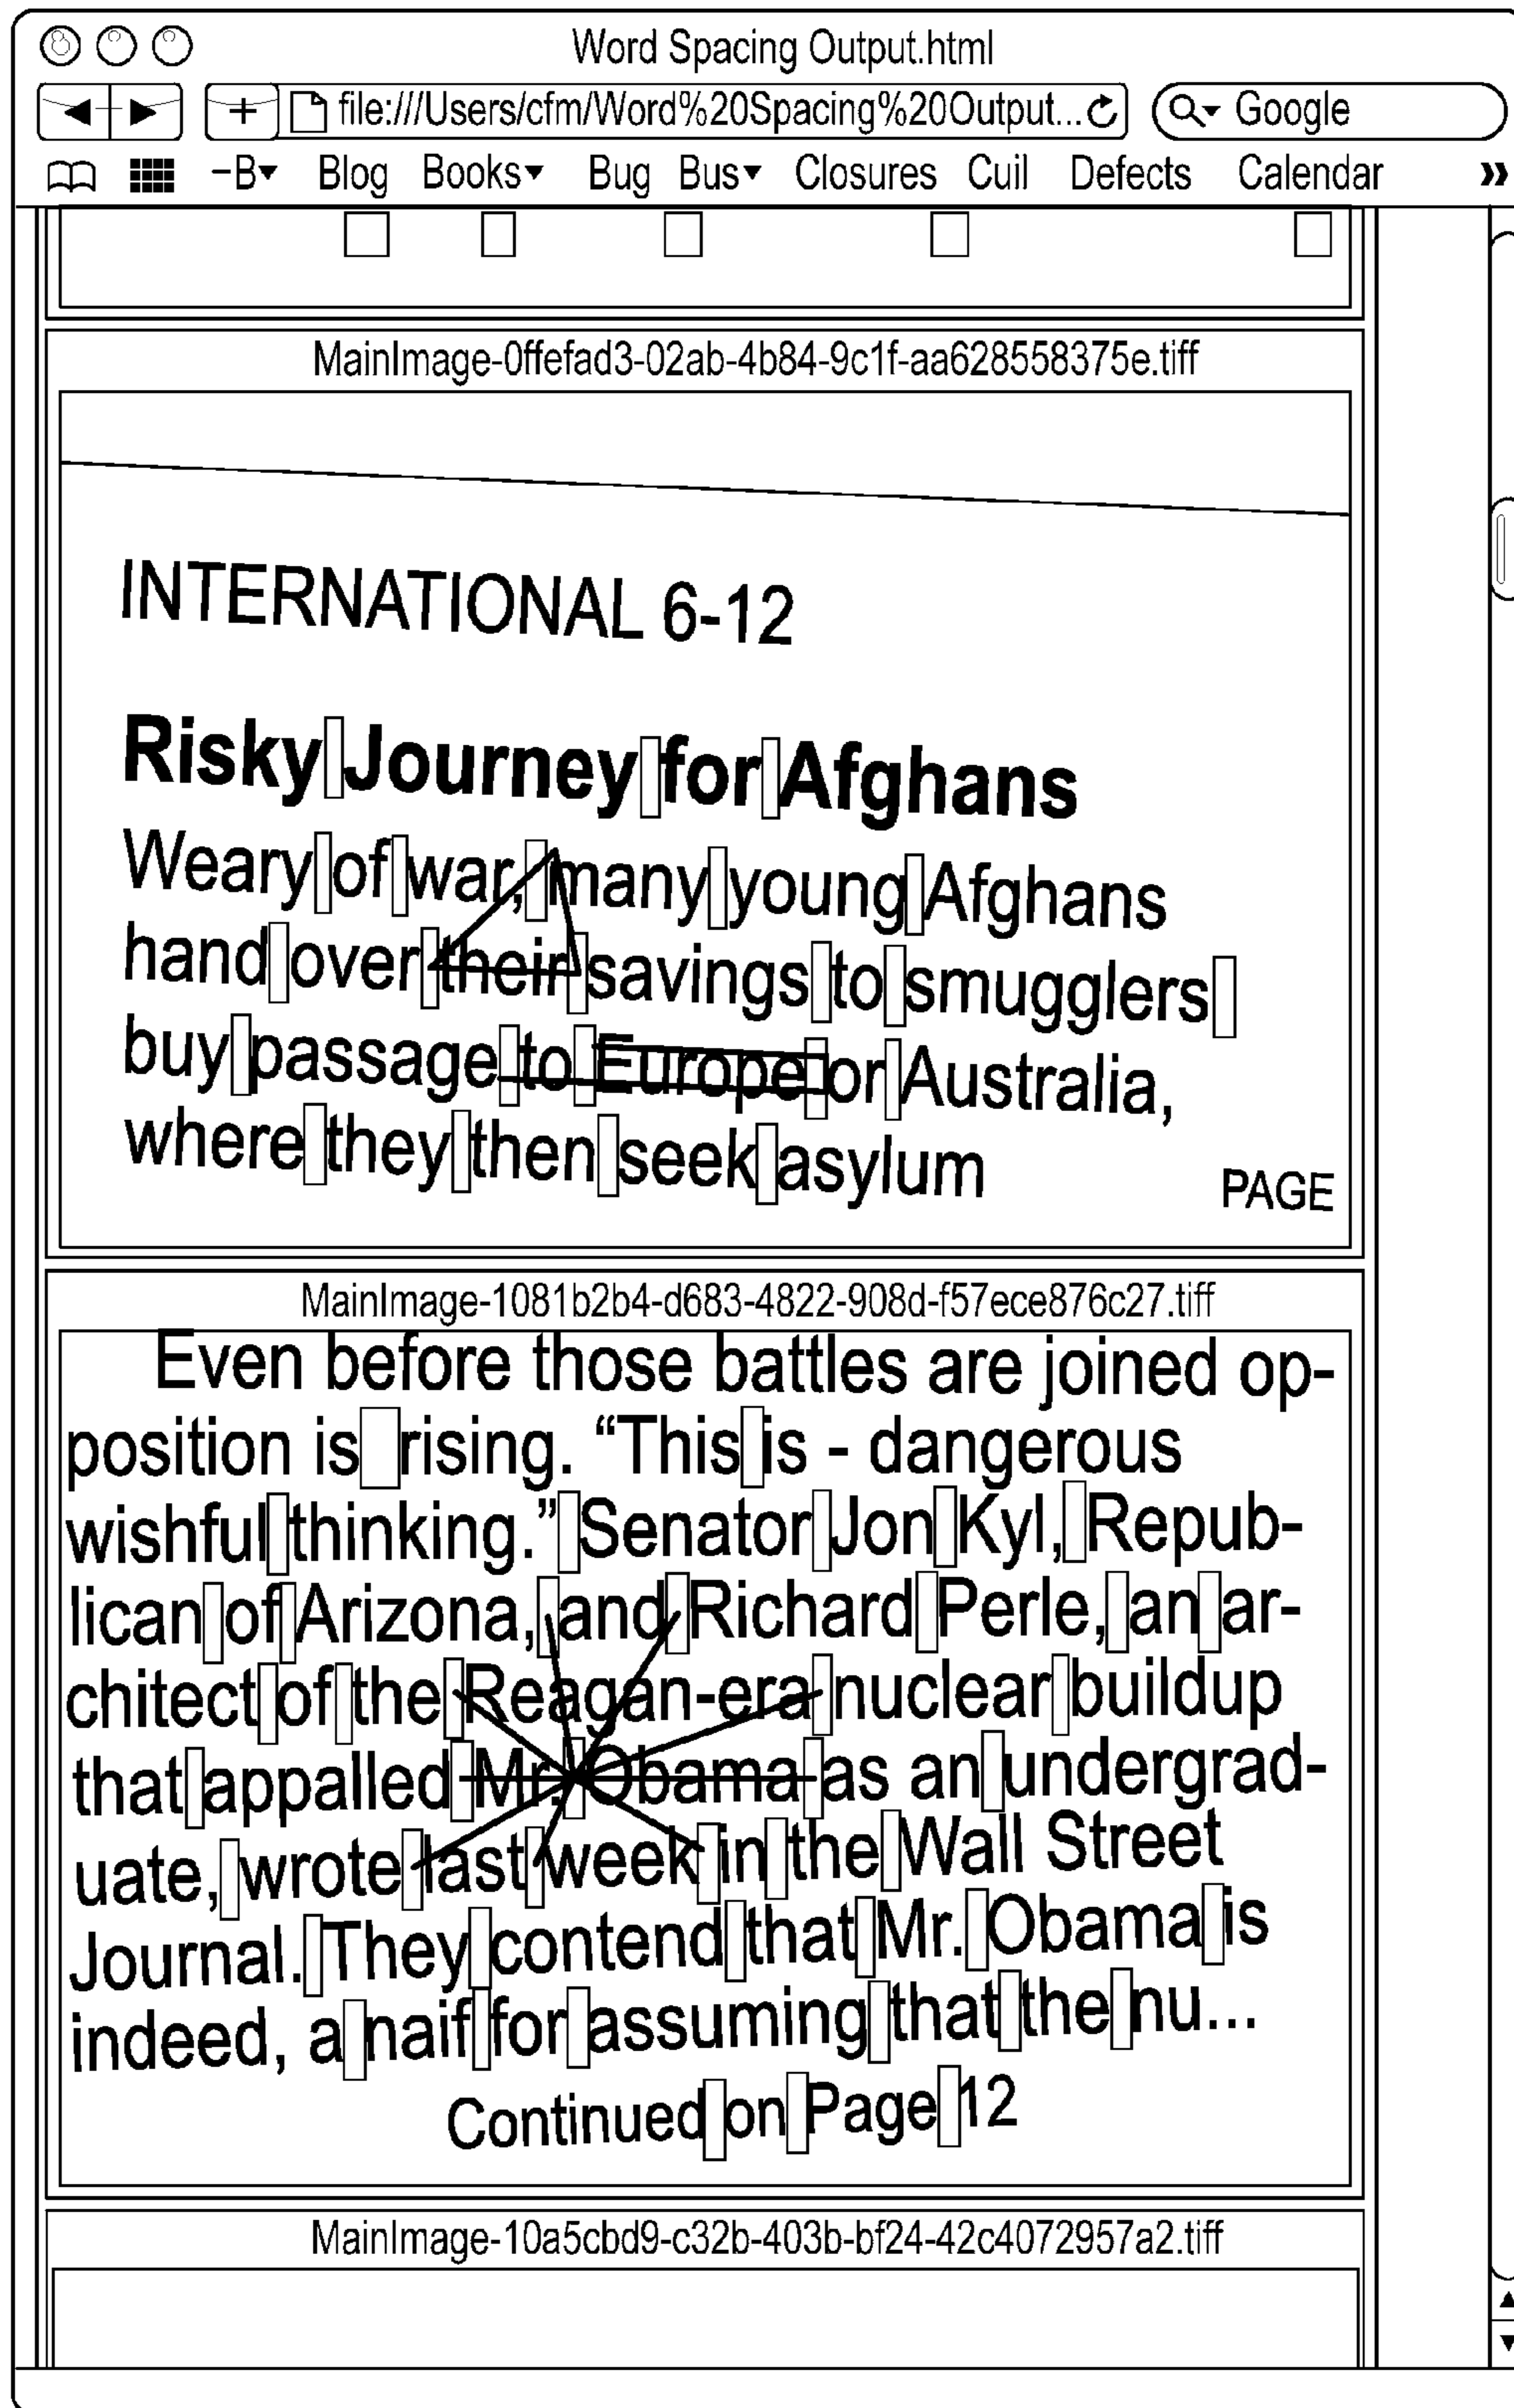 Word Spacing Output.html
file:///Users/cfm/Word%20Spacing%20Output... Google
-B Blog Books Bug Bus Closures Cuil Defects Calendar »
MainImage-0ffefad3-02ab-4b84-9c1f-aa628558375e.tiff
INTERNATIONAL 6-12
Risky Journey for Afghans
Weary of war, many young Afghans
hand over their savings to smugglers
buy passage to Europe or Australia,
where they then seek asylum
PAGE
MainImage-1081b2b4-d683-4822-908d-f57ece876c27.tiff
Even before those battles are joined op-
position is rising. “This is - dangerous
wishful thinking.” Senator Jon Kyl, Repub-
lican of Arizona, and Richard Perle, an ar-
chitect of the Reagan-era nuclear buildup
that appalled Mr. Obama as an undergrad-
uate, wrote last week in the Wall Street
Journal. They contend that Mr. Obama is
indeed, a naif for assuming that the nu...
Continued on Page 12
MainImage-10a5cbd9-c32b-403b-bf24-42c4072957a2.tiff